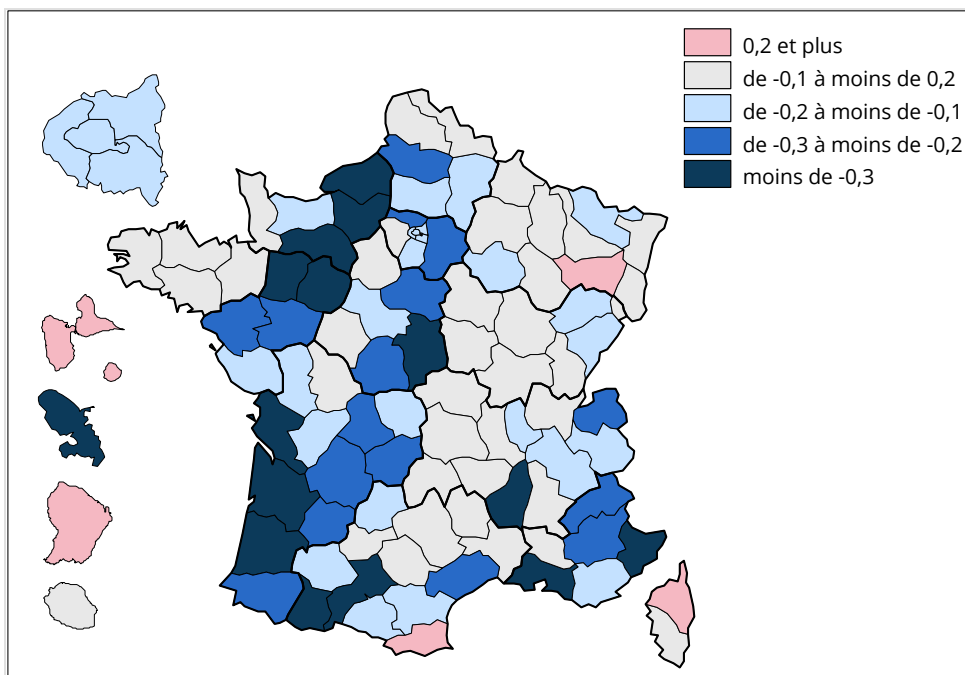 0,2 et plus
de -0,1 à moins de 0,2
de -0,2 à moins de -0,1
de -0,3 à moins de -0,2
moins de -0,3